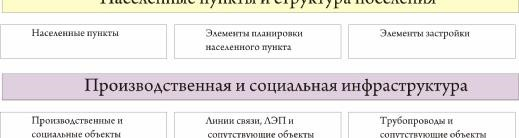 Населенные пункты и структура поселения
Населенные пункты
Элементы планировки
населенного пункта
Элементы застройки
Производственная и социальная инфраструктура
Производственные и
социальные объекты
Линии связи, ЛЭП и
сопутствующие объекты
Трубопроводы и
сопутствующие объекты